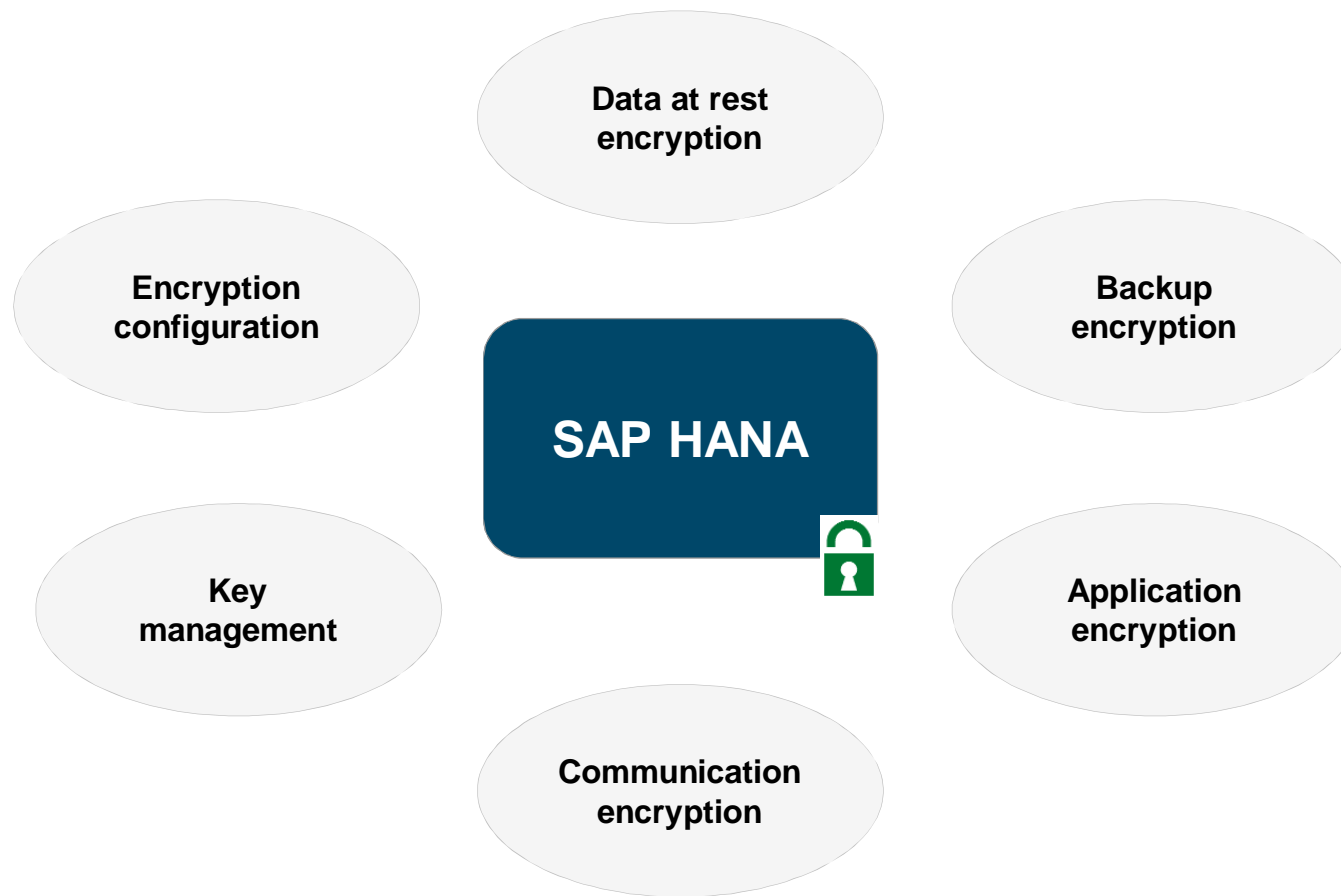 Data at rest
encryption
Encryption
configuration
Backup
encryption
SAP HANA
Key
management
Application
encryption
Communication
encryption